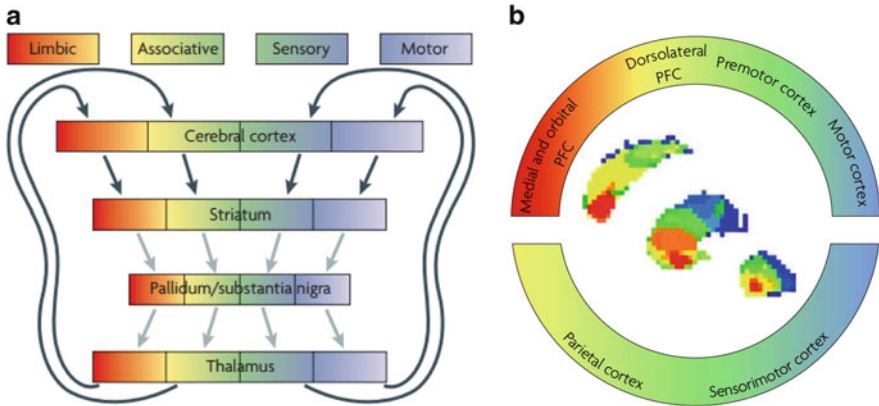 a
Limbic
Associative
Sensory
Motor
Cerebral cortex
Striatum
Pallidum/substantia nigra
Thalamus
b
Medial and orbital
PFC
Dorsolateral
PFC
Premotor cortex
Motor cortex
Parietal cortex
Sensorimotor cortex